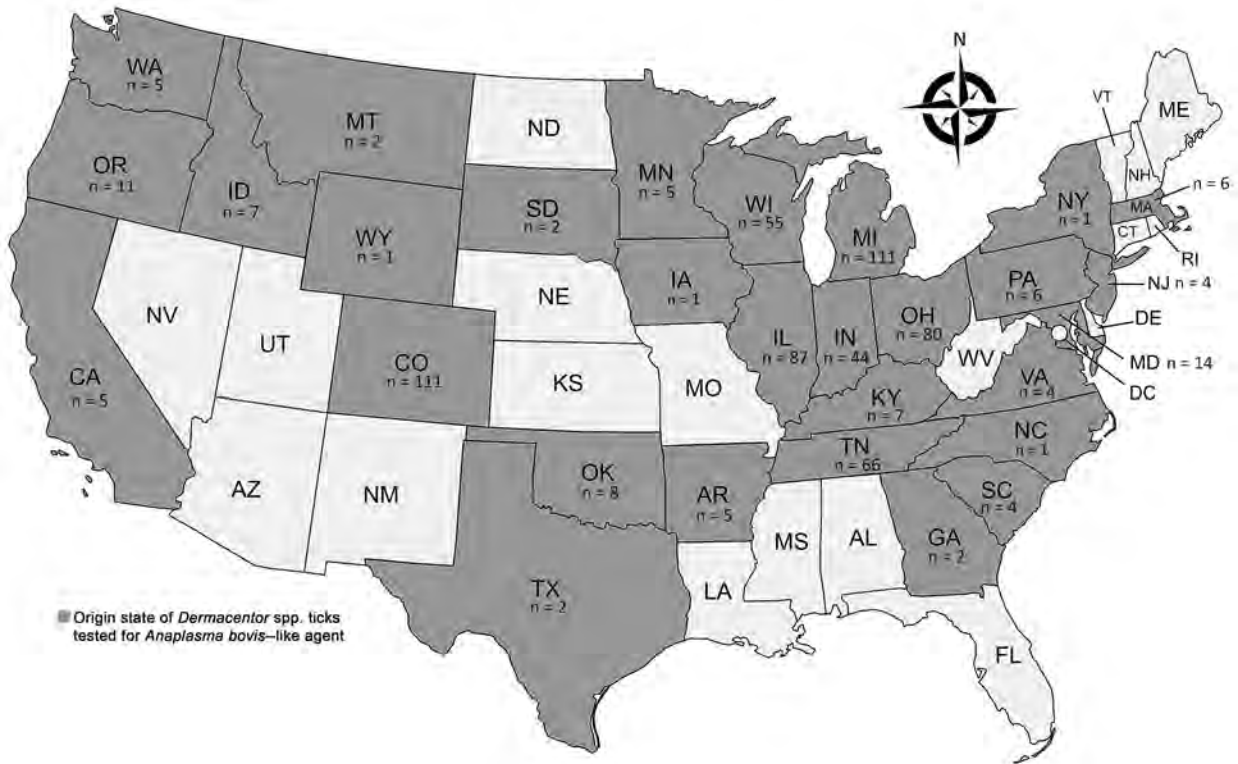 N
WA
n = 5
MT
n = 2
ND
MN
n = 5
VT
ME
OR
n = 11
ID
n = 7
WY
n = 1
SD
n = 2
WI
n = 55
MI
n = 111
NY
n = 1
NH
MA
n = 6
CT
RI
NV
UT
CO
n = 111
NE
IA
n = 1
IL
n = 87
IN
n = 44
OH
n = 80
PA
n = 6
NJ n = 4
DE
MD n = 14
DC
WV
VA
n = 4
CA
n = 5
KS
MO
KY
n = 7
NC
n = 1
TN
n = 66
AZ
NM
OK
n = 8
AR
n = 5
SC
n = 4
MS
AL
GA
n = 2
TX
n = 2
LA
FL
Origin state of Dermacentor spp. ticks
tested for Anaplasma bovis–like agent